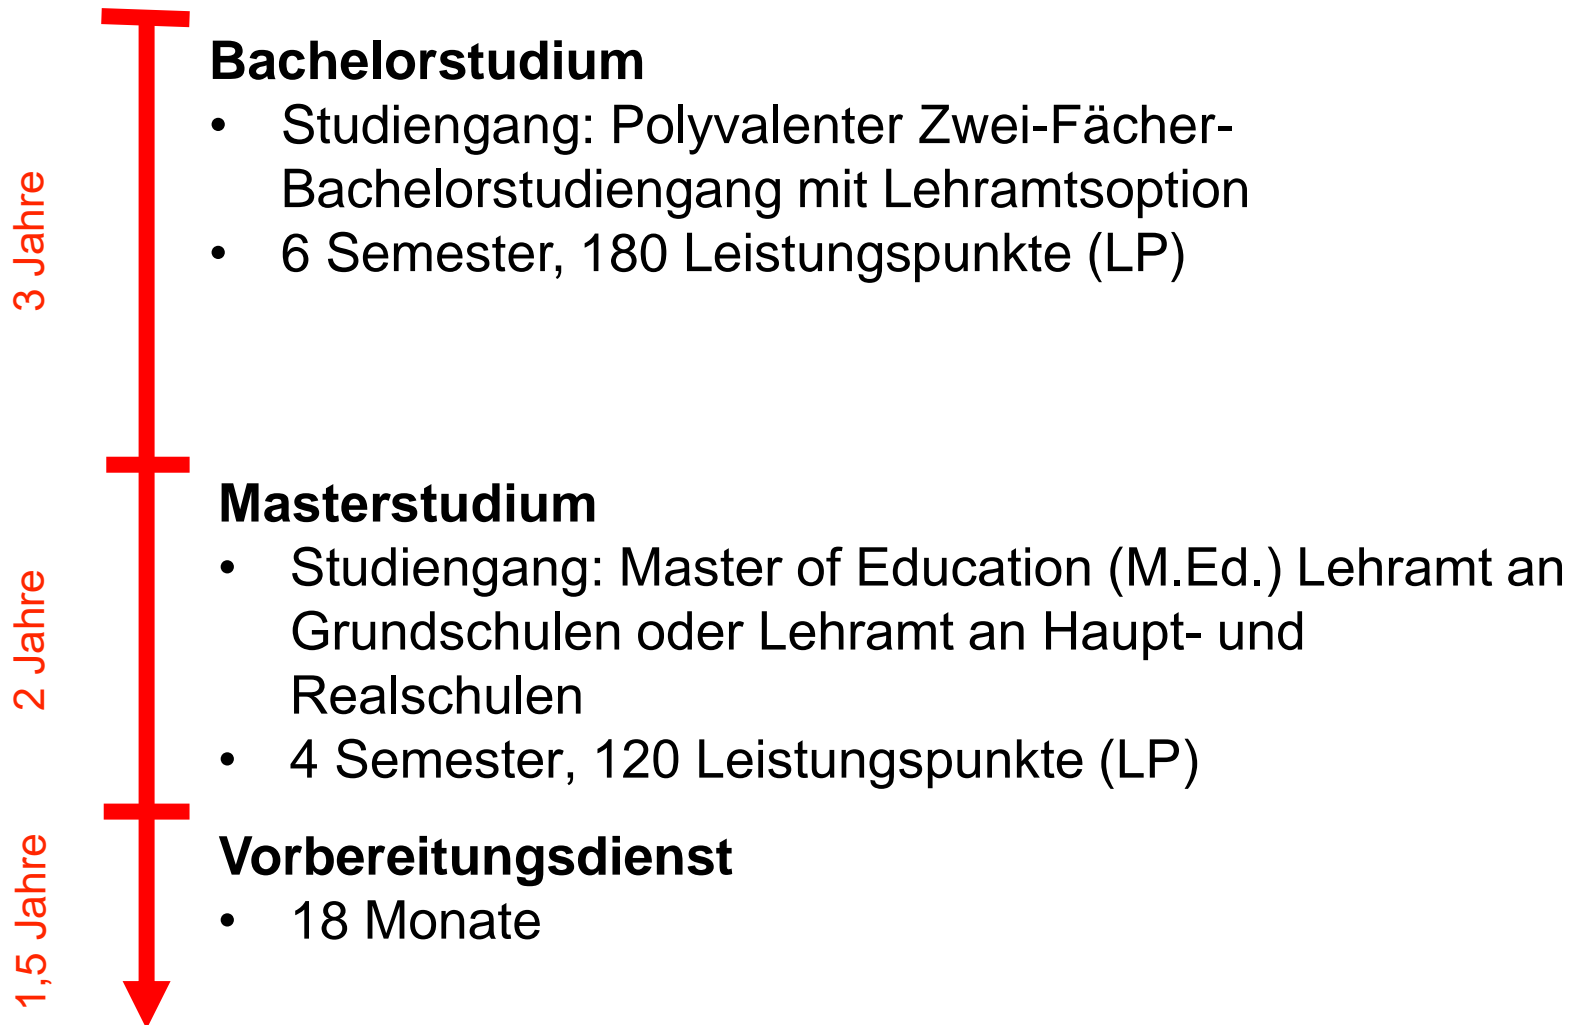 3 Jahre
Bachelorstudium
• Studiengang: Polyvalenter Zwei-Fächer-
Bachelorstudiengang mit Lehramtsoption
• 6 Semester, 180 Leistungspunkte (LP)
2 Jahre
Masterstudium
• Studiengang: Master of Education (M.Ed.) Lehramt an
Grundschulen oder Lehramt an Haupt- und
Realschulen
• 4 Semester, 120 Leistungspunkte (LP)
1,5 Jahre
Vorbereitungsdienst
• 18 Monate